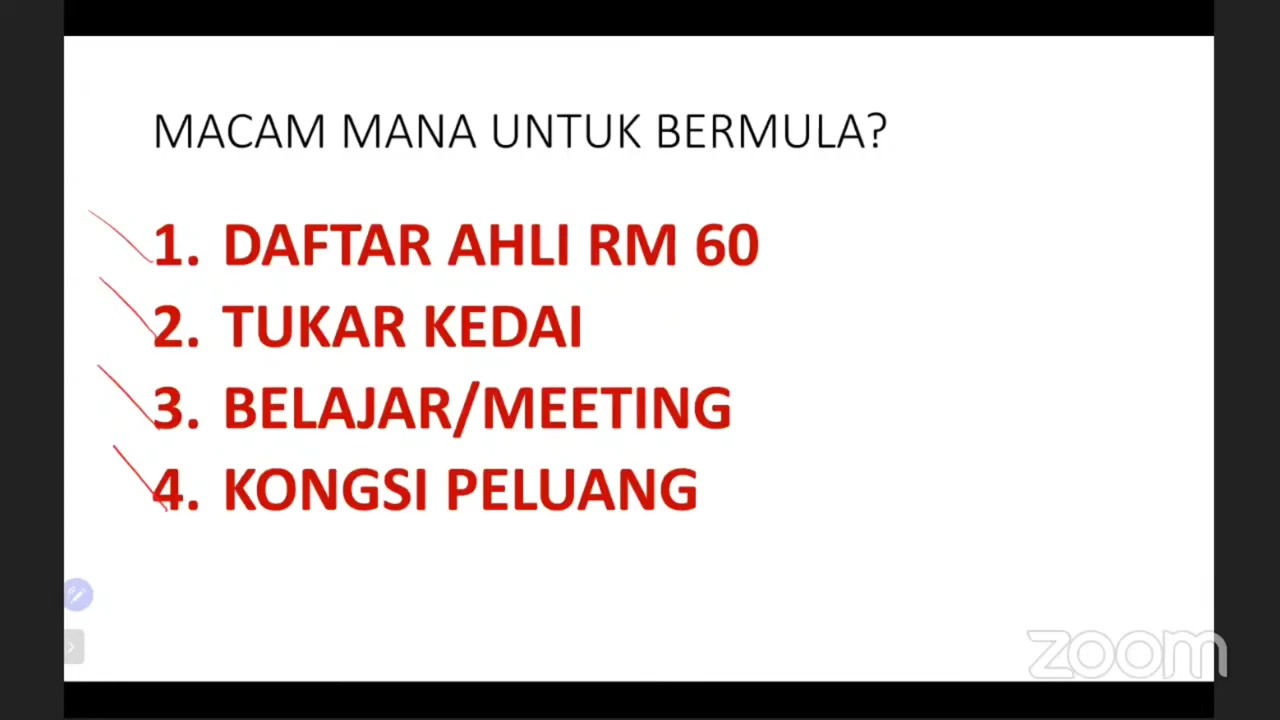 MACAM MANA UNTUK BERMULA?
1. DAFTAR AHLI RM 60
2. TUKAR KEDAI
3. BELAJAR/MEETING
4. KONGSI PELUANG
zoom